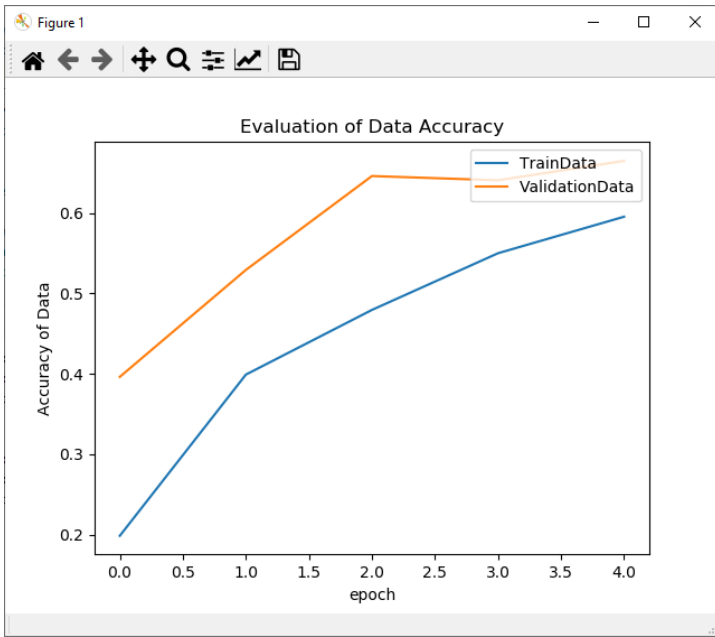 Figure 1
Evaluation of Data Accuracy
TrainData
ValidationData
Accuracy of Data
0.6
0.5
0.4
0.3
0.2
0.0 0.5 1.0 1.5 2.0 2.5 3.0 3.5 4.0
epoch